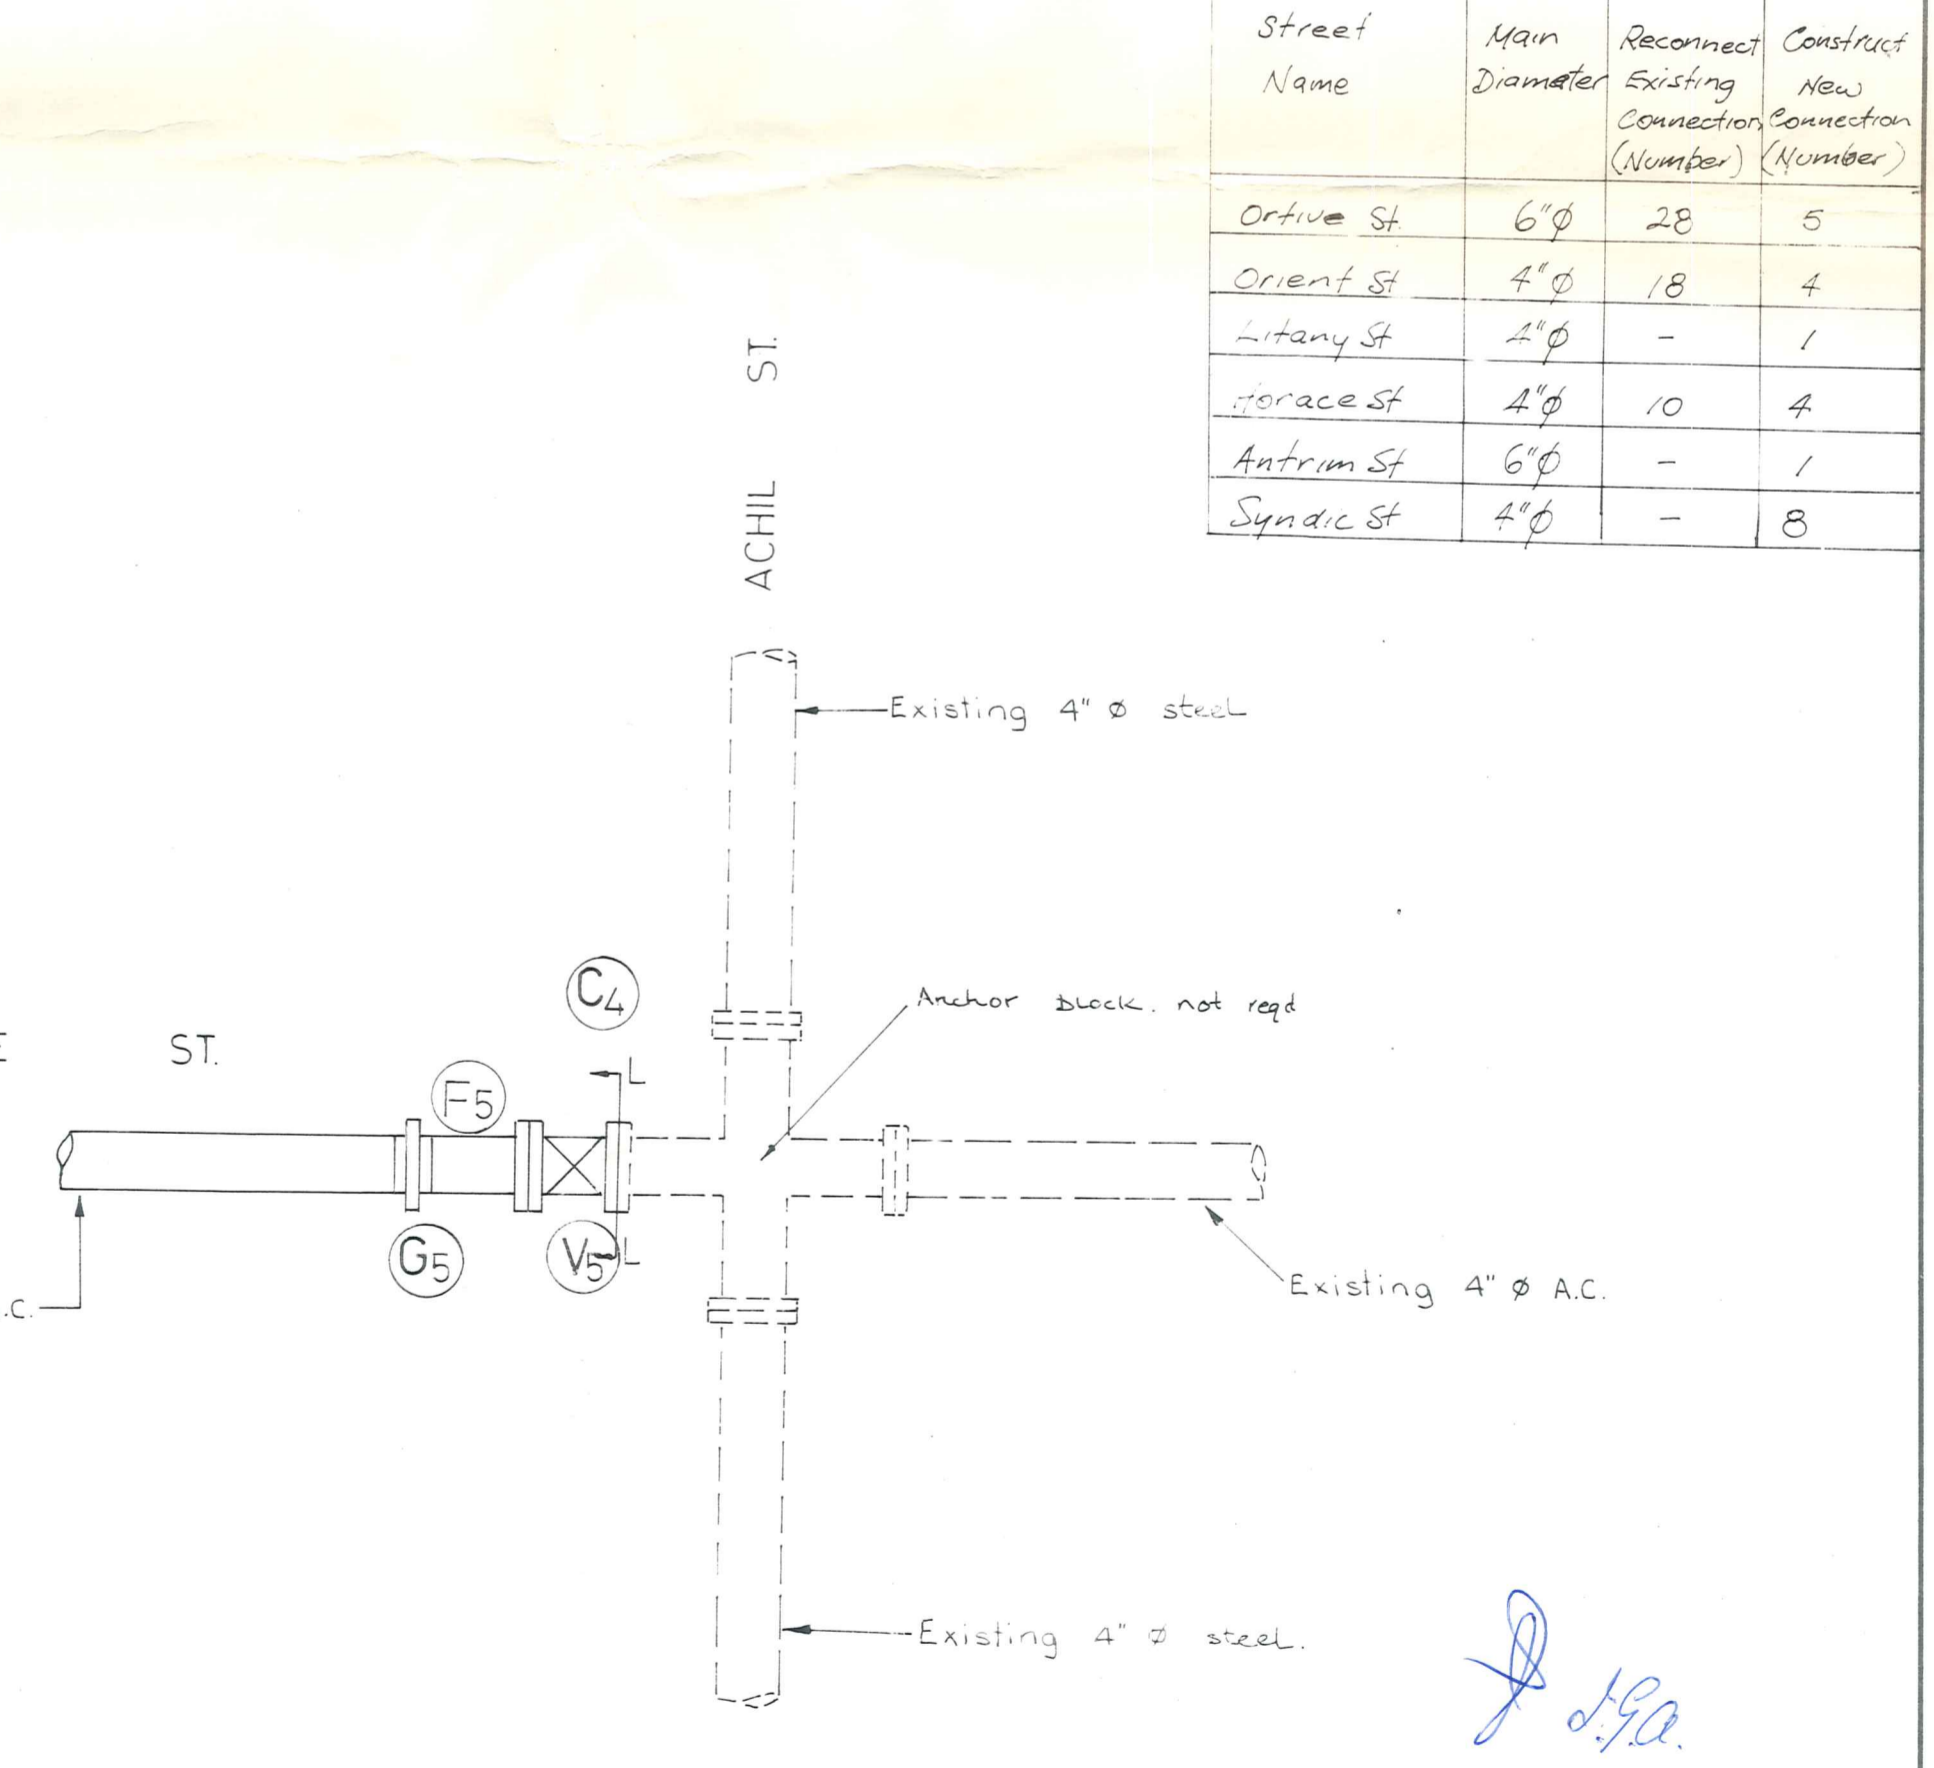 Street Name
Main Diameter
Reconnect Existing Connection (Number)
Construct New Connection (Number)
Ortive St. 6"ϕ 28 5
Orient St 4"ϕ 18 4
Litany St 4"ϕ - 1
Horace St 4"ϕ 10 4
Antrim St 6"ϕ - 1
Syndic St 4"ϕ - 8
ACHIL ST.
Existing 4" ϕ steel
C4
Anchor block. not reqd
E ST.
F5
L
G5
V5
L
.C.
Existing 4" ϕ A.C.
Existing 4" ϕ steel.
J.G.A.